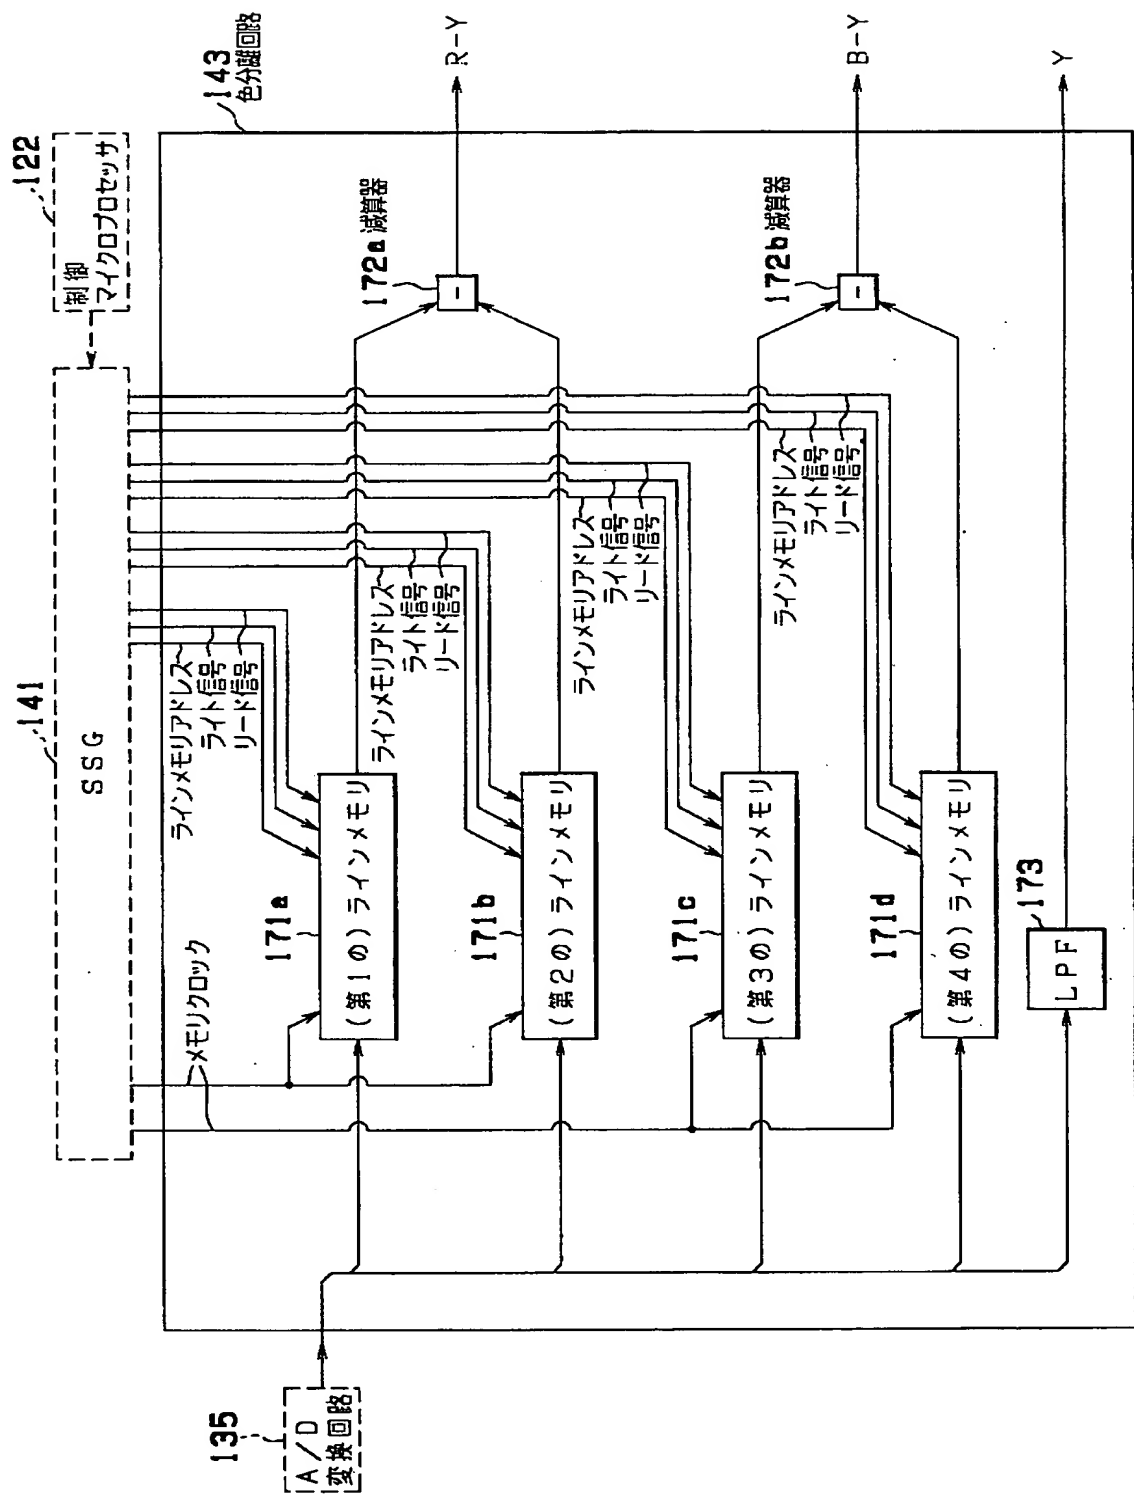 122
制御
マイクロプロセッサ
141
SSG
143
色分離回路
メモリクロック
ラインメモリアドレス
ライト信号
リード信号
171a
(第1の)ラインメモリ
ラインメモリアドレス
ライト信号
リード信号
171b
(第2の)ラインメモリ
172a 減算器
-
R-Y
ラインメモリアドレス
ライト信号
リード信号
171c
(第3の)ラインメモリ
ラインメモリアドレス
ライト信号
リード信号
171d
(第4の)ラインメモリ
172b 減算器
-
B-Y
173
LPF
Y
135
A/D
変換回路